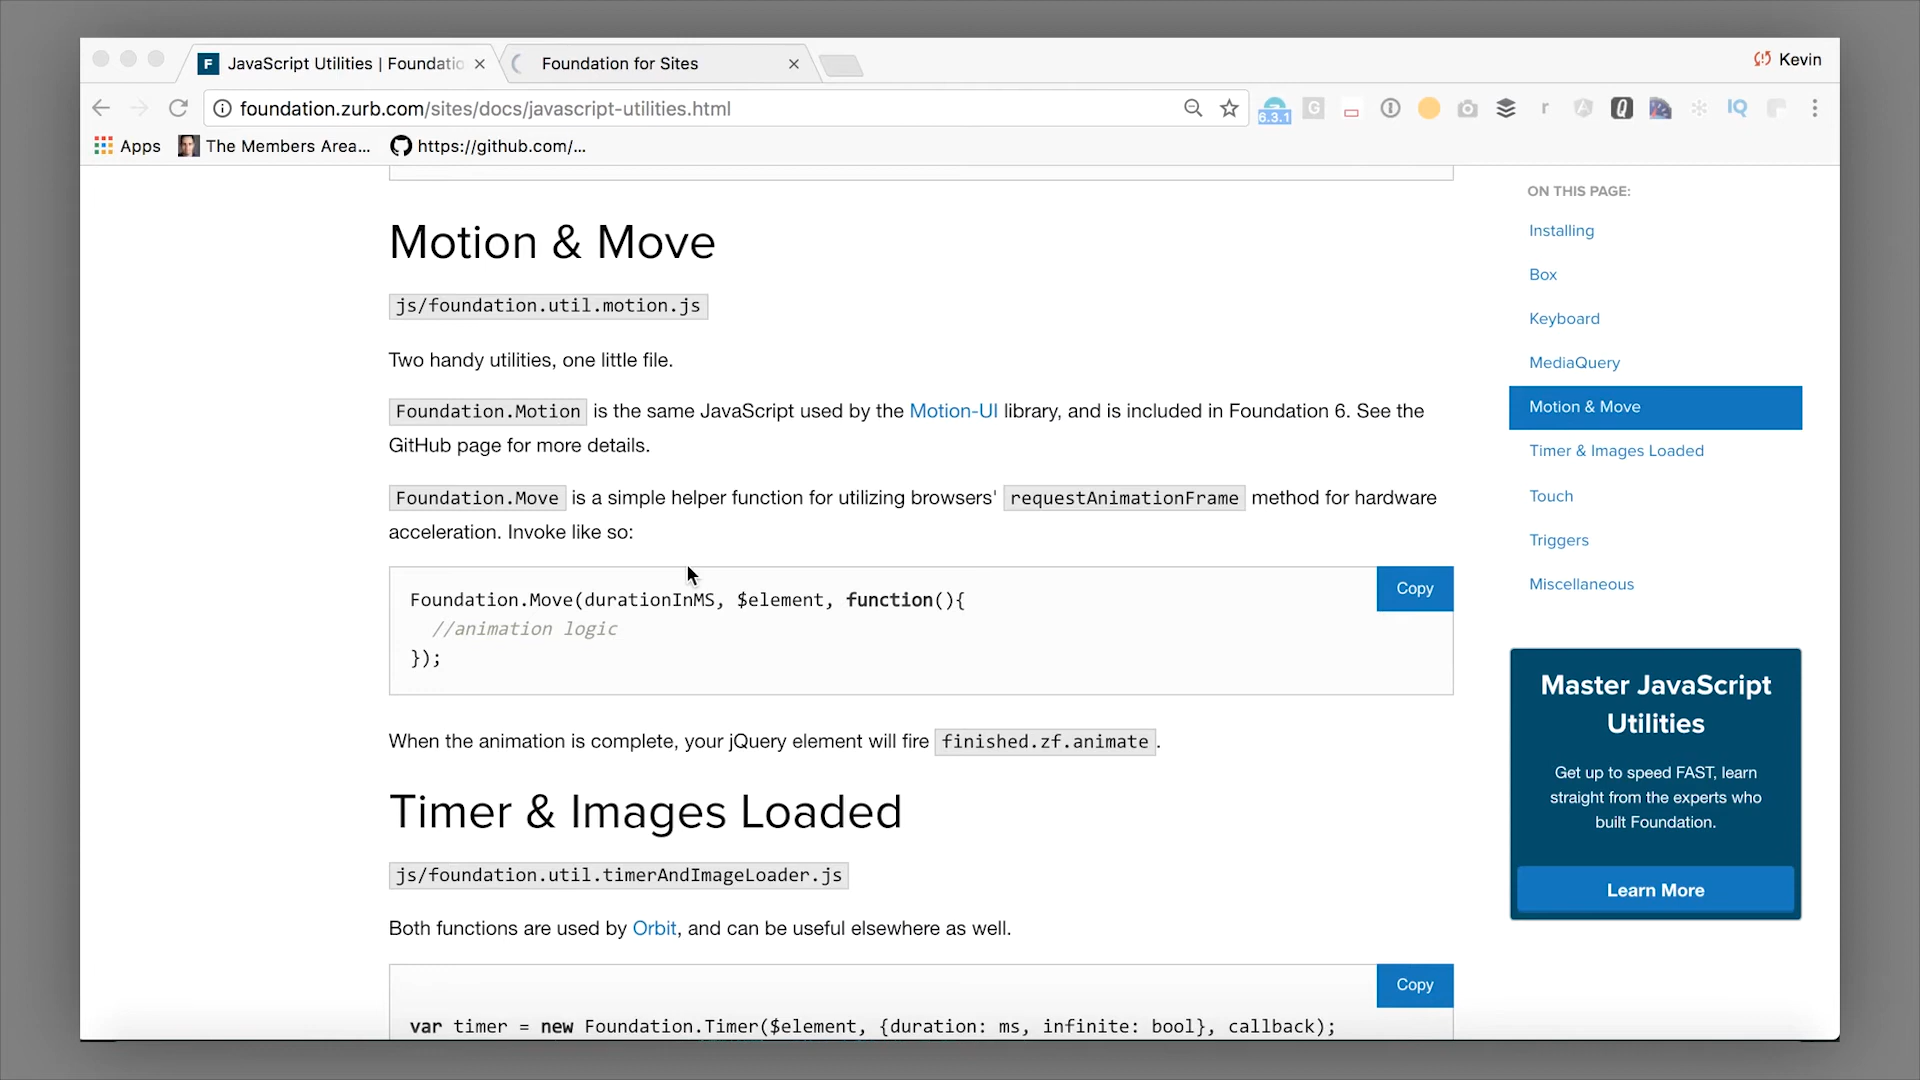 JavaScript Utilities | Foundatio
Foundation for Sites
Kevin
foundation.zurb.com/sites/docs/javascript-utilities.html
6.3.1
G
r
Q
IQ
Apps
The Members Area...
https://github.com/...
Motion & Move
js/foundation.util.motion.js
Two handy utilities, one little file.
Foundation.Motion is the same JavaScript used by the Motion-UI library, and is included in Foundation 6. See the
GitHub page for more details.
Foundation.Move is a simple helper function for utilizing browsers' requestAnimationFrame method for hardware
acceleration. Invoke like so:
Copy
Foundation.Move(durationInMS, $element, function(){
//animation logic
});
When the animation is complete, your jQuery element will fire finished.zf.animate.
Timer & Images Loaded
js/foundation.util.timerAndImageLoader.js
Both functions are used by Orbit, and can be useful elsewhere as well.
Copy
var timer = new Foundation.Timer($element, {duration: ms, infinite: bool}, callback);
ON THIS PAGE:
Installing
Box
Keyboard
MediaQuery
Motion & Move
Timer & Images Loaded
Touch
Triggers
Miscellaneous
Master JavaScript
Utilities
Get up to speed FAST, learn
straight from the experts who
built Foundation.
Learn More